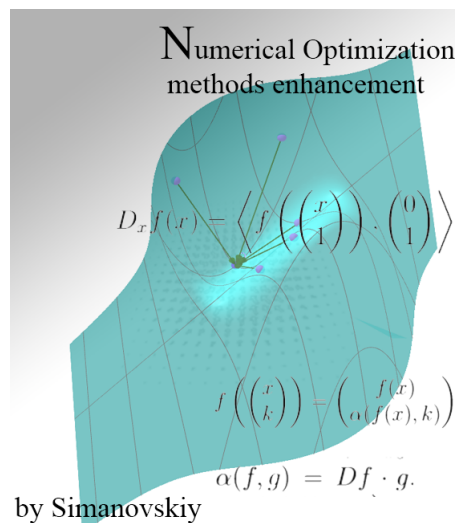 Numerical Optimization
methods enhancement
D_x f(x) = ⟨ f ( ( x 1 ) ) . ( 0 1 ) ⟩
f ( ( x k ) ) = ( f(x) α(f(x), k) )
α(f, g) = Df · g.
by Simanovskiy